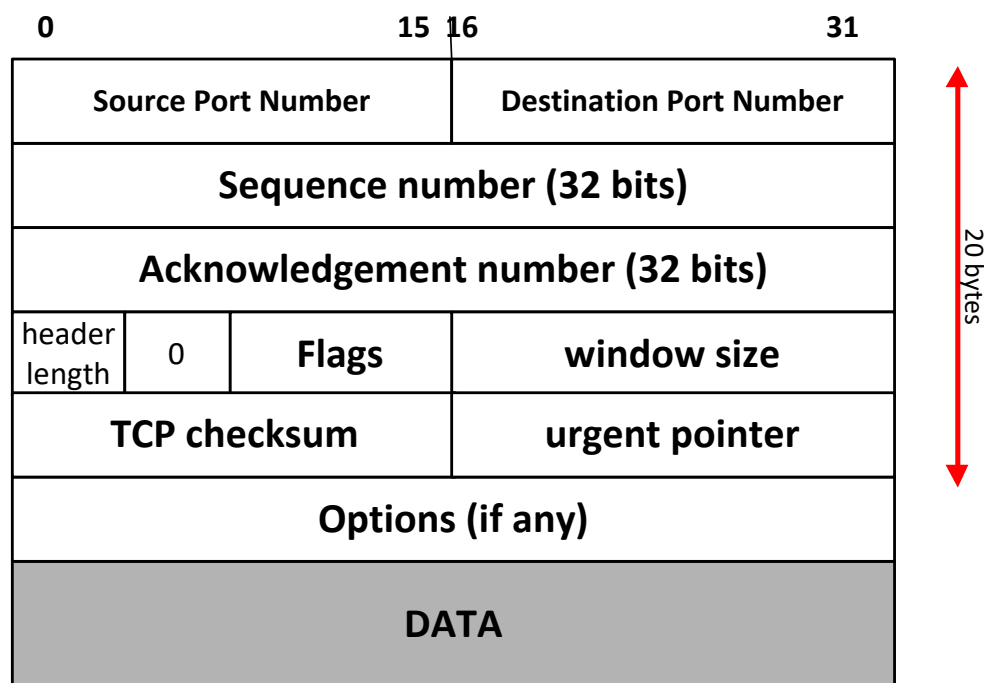 0 15 16 31
Source Port Number Destination Port Number
Sequence number (32 bits)
Acknowledgement number (32 bits)
header
length 0 Flags window size
TCP checksum urgent pointer
Options (if any)
DATA
20 bytes